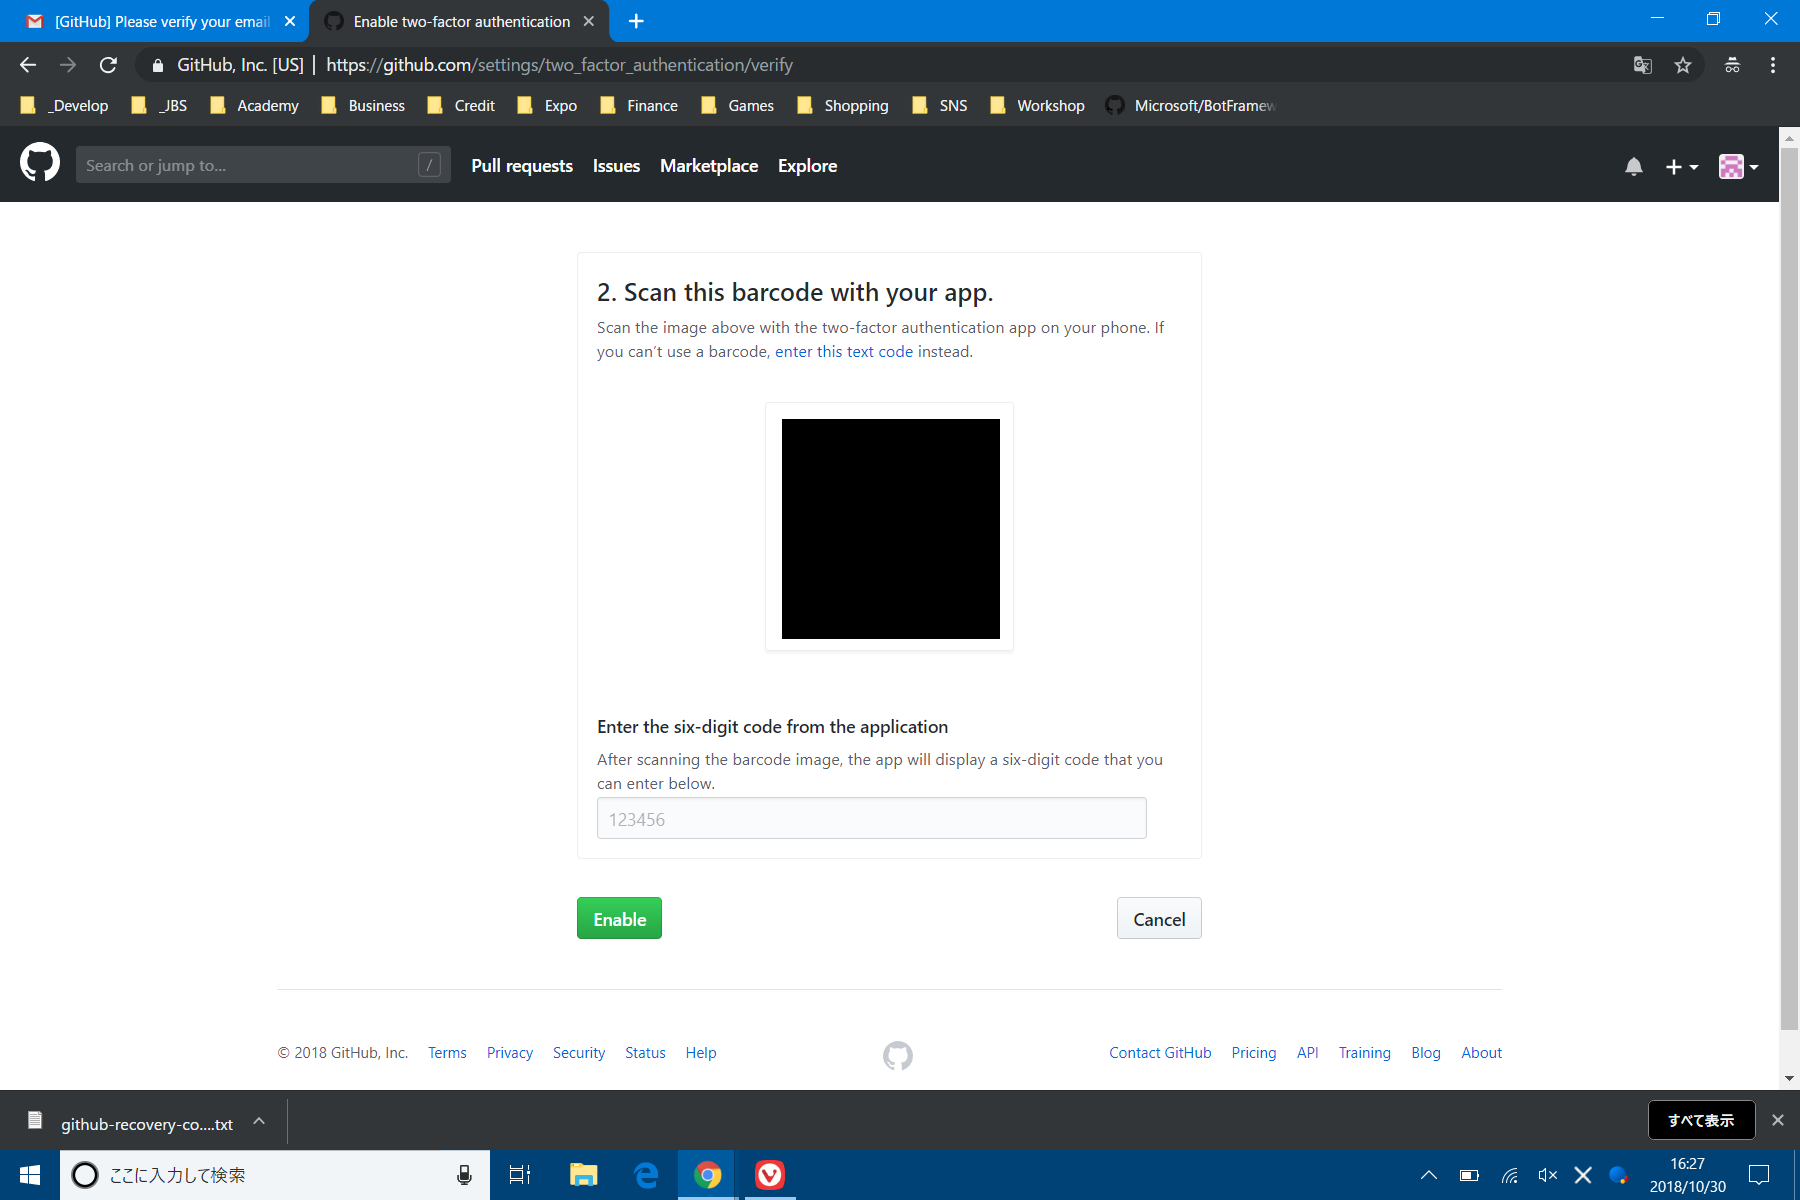 [GitHub] Please verify your email
Enable two-factor authentication
GitHub, Inc. [US] | https://github.com/settings/two_factor_authentication/verify
_Develop
_JBS
Academy
Business
Credit
Expo
Finance
Games
Shopping
SNS
Workshop
Microsoft/BotFramew
Search or jump to...
/
Pull requests
Issues
Marketplace
Explore
2. Scan this barcode with your app.
Scan the image above with the two-factor authentication app on your phone. If
you can't use a barcode, enter this text code instead.
Enter the six-digit code from the application
After scanning the barcode image, the app will display a six-digit code that you
can enter below.
123456
Enable
Cancel
© 2018 GitHub, Inc.
Terms
Privacy
Security
Status
Help
Contact GitHub
Pricing
API
Training
Blog
About
github-recovery-co....txt
すべて表示
ここに入力して検索
16:27
2018/10/30